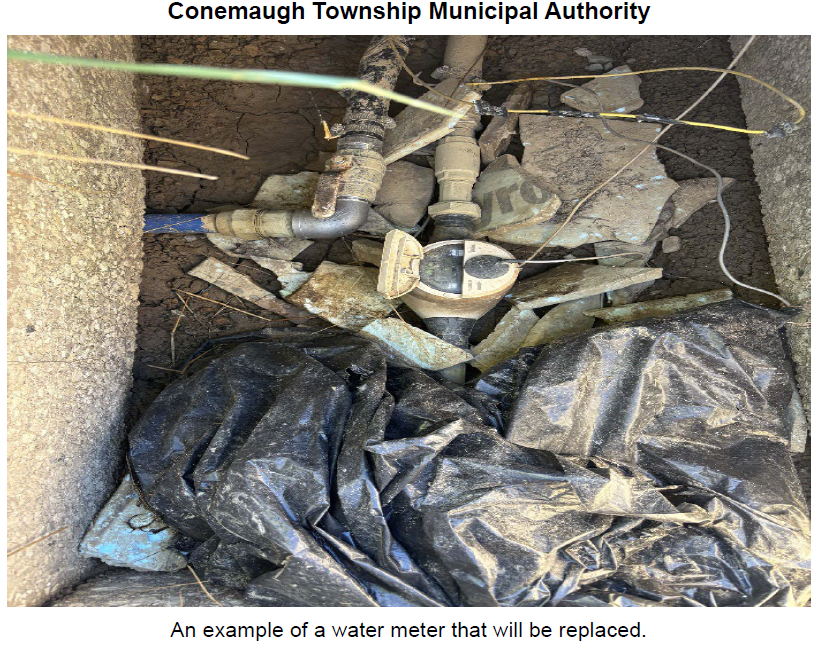 Conemaugh Township Municipal Authority
An example of a water meter that will be replaced.